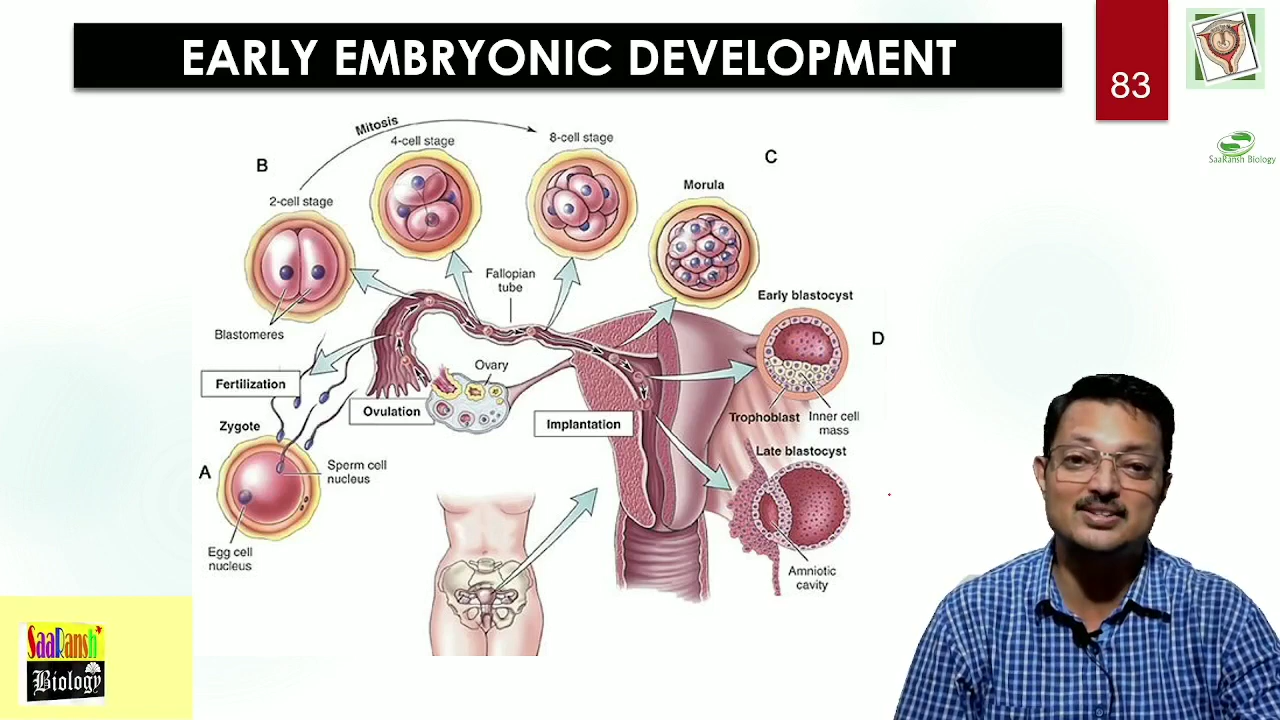 EARLY EMBRYONIC DEVELOPMENT
83
SaaRansh Biology
Mitosis
B
4-cell stage
8-cell stage
C
2-cell stage
Morula
Fallopian
tube
Early blastocyst
Blastomeres
D
Ovary
Fertilization
Ovulation
Implantation
Trophoblast
Inner cell
mass
Zygote
Late blastocyst
A
Sperm cell
nucleus
Egg cell
nucleus
Amniotic
cavity
SaaRansh
Biology